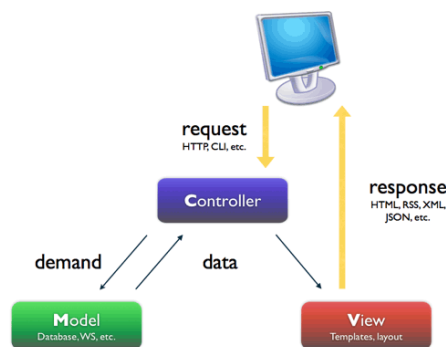 request
HTTP, CLI, etc.
response
HTML, RSS, XML,
JSON, etc.
Controller
demand
data
Model
Database, WS, etc.
View
Templates, layout